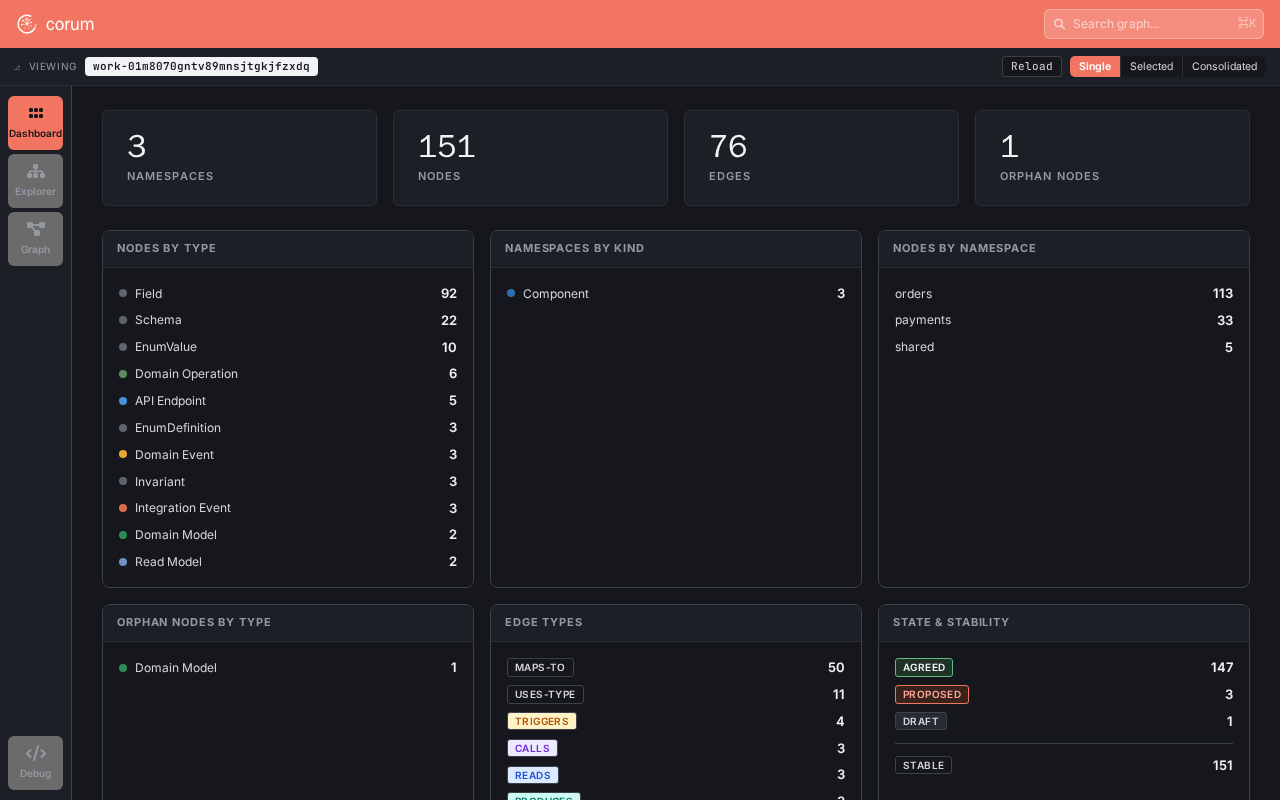 corum
Search graph... ⌘K
VIEWING work-01m8070gntv89mnsjtgkjfzxdq
Reload Single Selected Consolidated
Dashboard
Explorer
Graph
Debug
3
NAMESPACES
151
NODES
76
EDGES
1
ORPHAN NODES
NODES BY TYPE
Field 92
Schema 22
EnumValue 10
Domain Operation 6
API Endpoint 5
EnumDefinition 3
Domain Event 3
Invariant 3
Integration Event 3
Domain Model 2
Read Model 2
NAMESPACES BY KIND
Component 3
NODES BY NAMESPACE
orders 113
payments 33
shared 5
ORPHAN NODES BY TYPE
Domain Model 1
EDGE TYPES
MAPS-TO 50
USES-TYPE 11
TRIGGERS 4
CALLS 3
READS 3
PRODUCES
STATE & STABILITY
AGREED 147
PROPOSED 3
DRAFT 1
STABLE 151